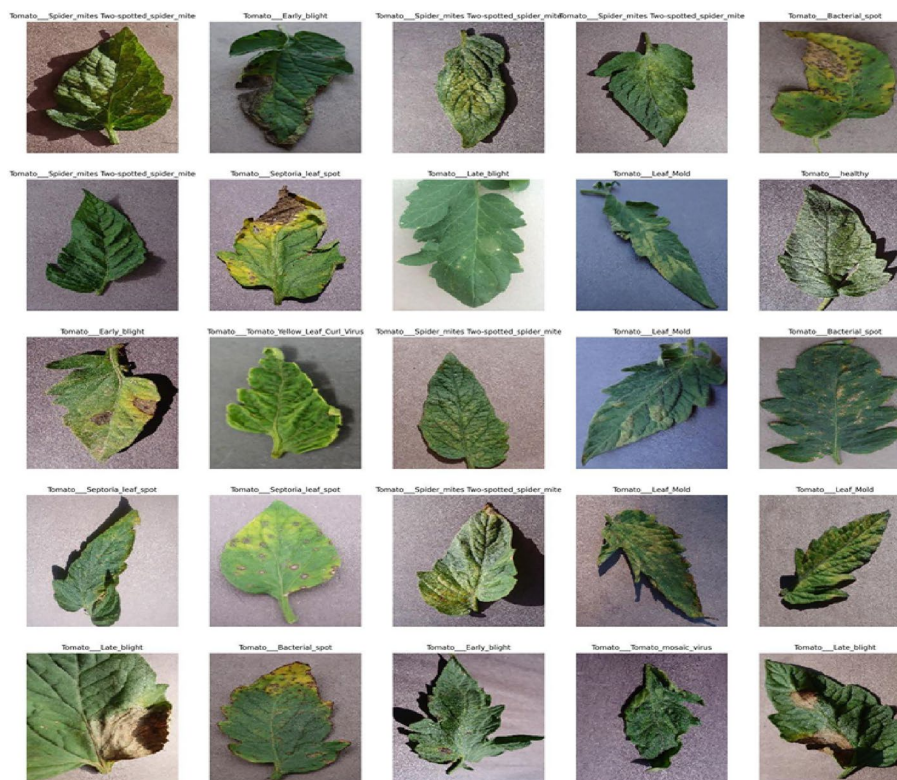 Tomato___Spider_mites Two-spotted_spider_mite
Tomato___Early_blight
Tomato___Spider_mites Two-spotted_spider_mite
Tomato___Spider_mites Two-spotted_spider_mite
Tomato___Bacterial_spot
Tomato___Spider_mites Two-spotted_spider_mite
Tomato___Septoria_leaf_spot
Tomato___Late_blight
Tomato___Leaf_Mold
Tomato___healthy
Tomato___Early_blight
Tomato___Tomato_Yellow_Leaf_Curl_Virus
Tomato___Spider_mites Two-spotted_spider_mite
Tomato___Leaf_Mold
Tomato___Bacterial_spot
Tomato___Septoria_leaf_spot
Tomato___Septoria_leaf_spot
Tomato___Spider_mites Two-spotted_spider_mite
Tomato___Leaf_Mold
Tomato___Leaf_Mold
Tomato___Late_blight
Tomato___Bacterial_spot
Tomato___Early_blight
Tomato___Tomato_mosaic_virus
Tomato___Late_blight